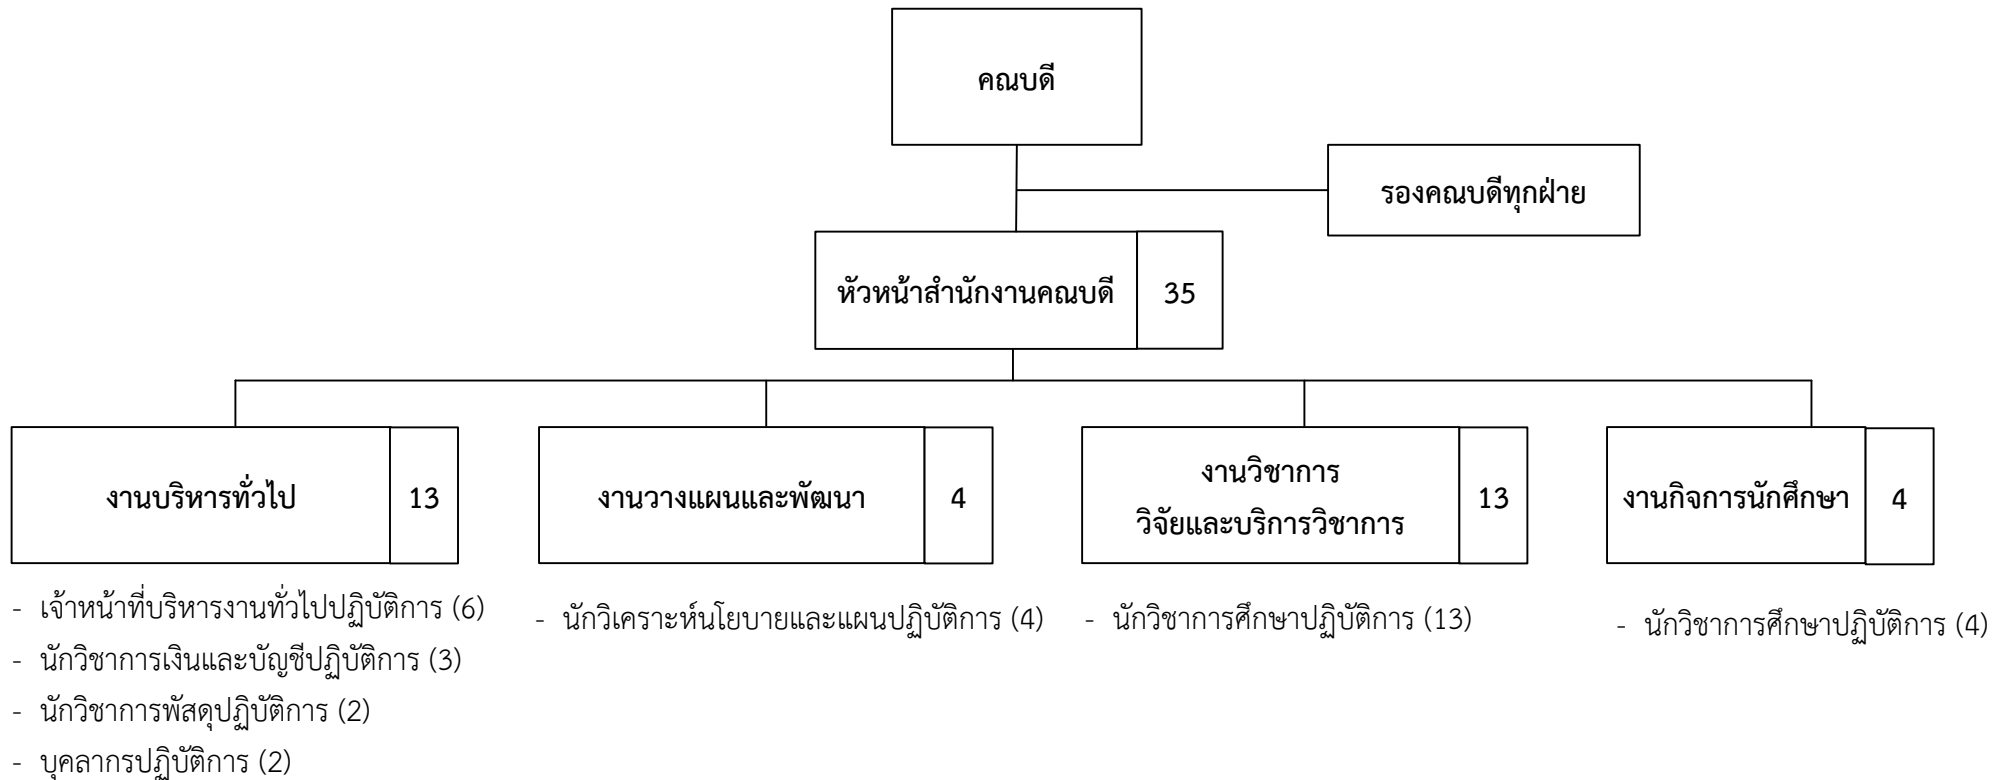 คณบดี
รองคณบดีทุกฝ่าย
หัวหน้าสำนักงานคณบดี 35
งานบริหารทั่วไป 13
งานวางแผนและพัฒนา 4
งานวิชาการ
วิจัยและบริการวิชาการ 13
งานกิจการนักศึกษา 4
- เจ้าหน้าที่บริหารงานทั่วไปปฏิบัติการ (6)
- นักวิชาการเงินและบัญชีปฏิบัติการ (3)
- นักวิชาการพัสดุปฏิบัติการ (2)
- บุคลากรปฏิบัติการ (2)
- นักวิเคราะห์นโยบายและแผนปฏิบัติการ (4)
- นักวิชาการศึกษาปฏิบัติการ (13)
- นักวิชาการศึกษาปฏิบัติการ (4)